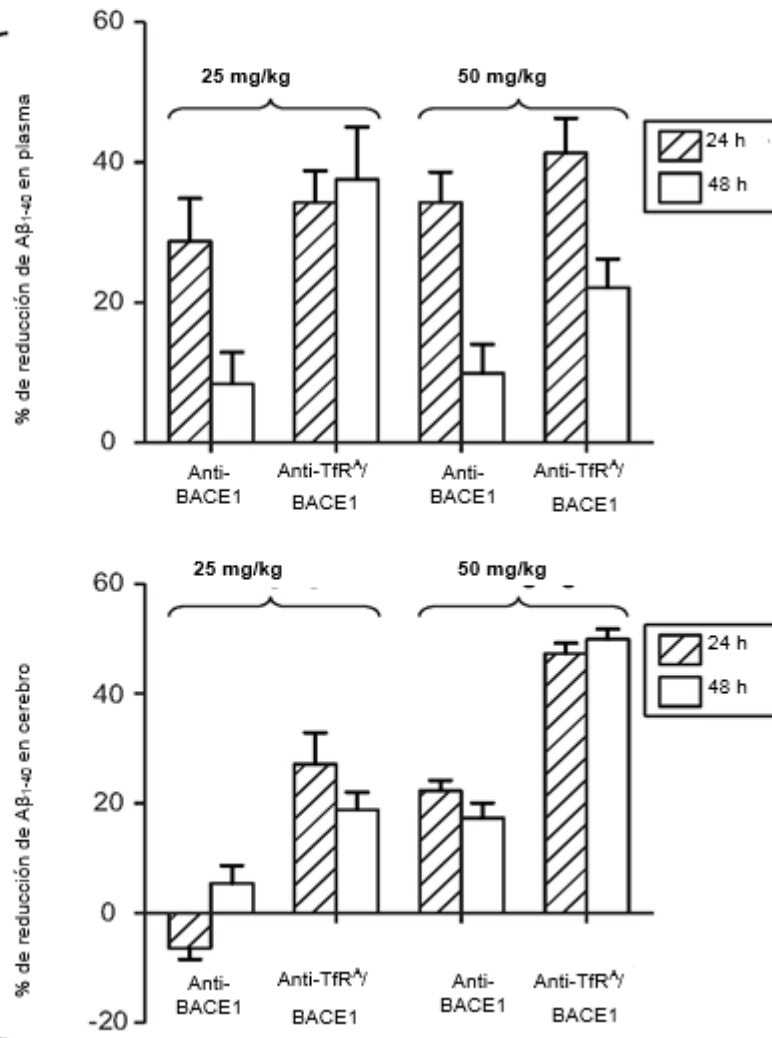 60
40
20
0
% de reducción de Aβ1-40 en plasma
25 mg/kg
50 mg/kg
24 h
48 h
Anti-
BACE1
Anti-TfRᴬ/
BACE1
Anti-
BACE1
Anti-TfRᴬ/
BACE1
60
40
20
0
-20
% de reducción de Aβ1-40 en cerebro
25 mg/kg
50 mg/kg
24 h
48 h
Anti-
BACE1
Anti-TfRᴬ/
BACE1
Anti-
BACE1
Anti-TfRᴬ/
BACE1